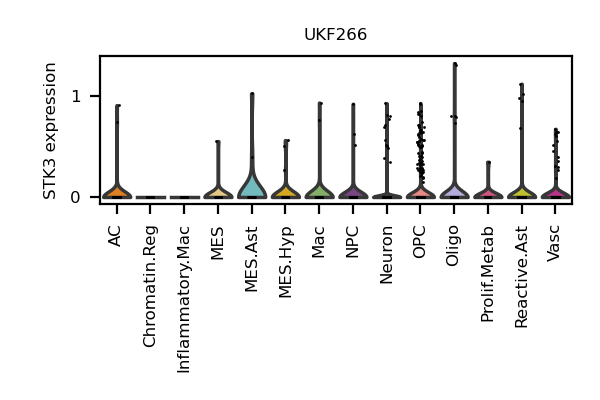 UKF266
STK3 expression
1
0
AC
Chromatin.Reg
Inflammatory.Mac
MES
MES.Ast
MES.Hyp
Mac
NPC
Neuron
OPC
Oligo
Prolif.Metab
Reactive.Ast
Vasc